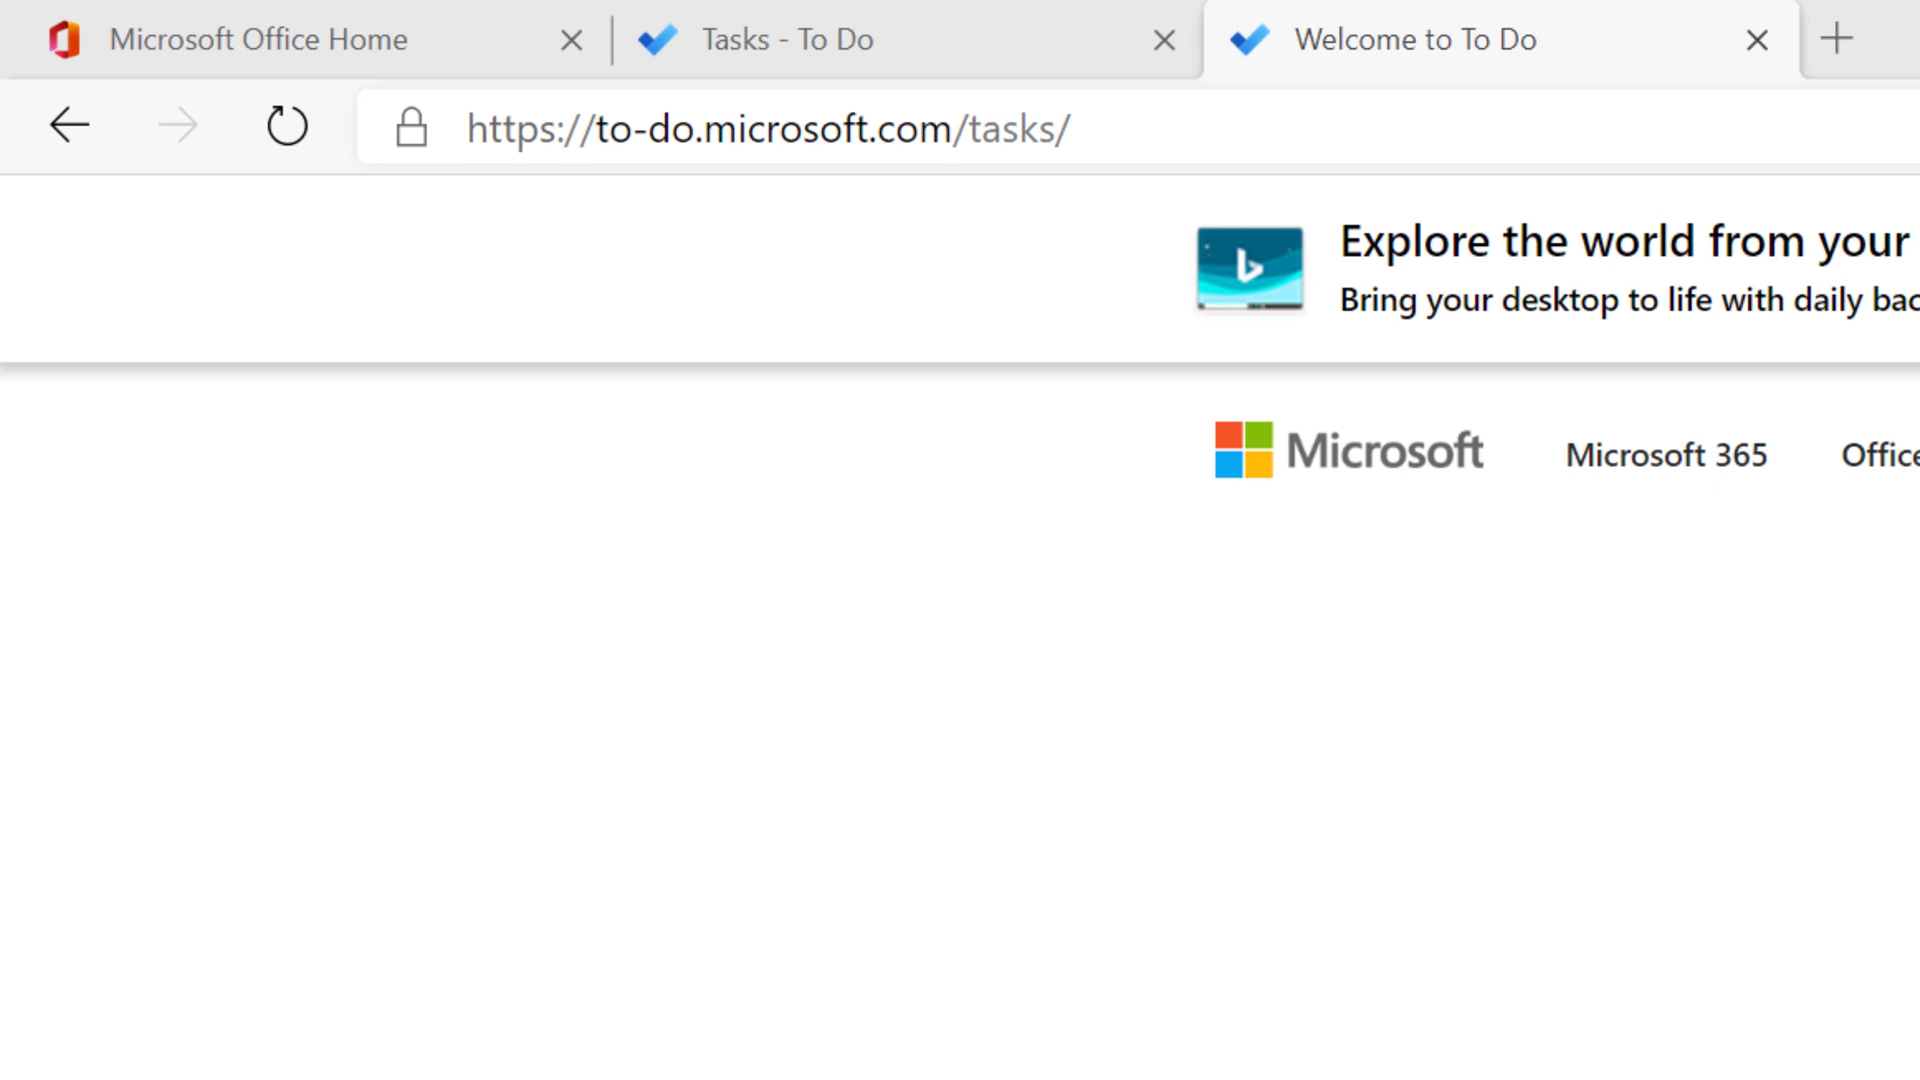 Microsoft Office Home
Tasks - To Do
Welcome to To Do
https://to-do.microsoft.com/tasks/
Explore the world from your
Bring your desktop to life with daily
Microsoft
Microsoft 365
Office